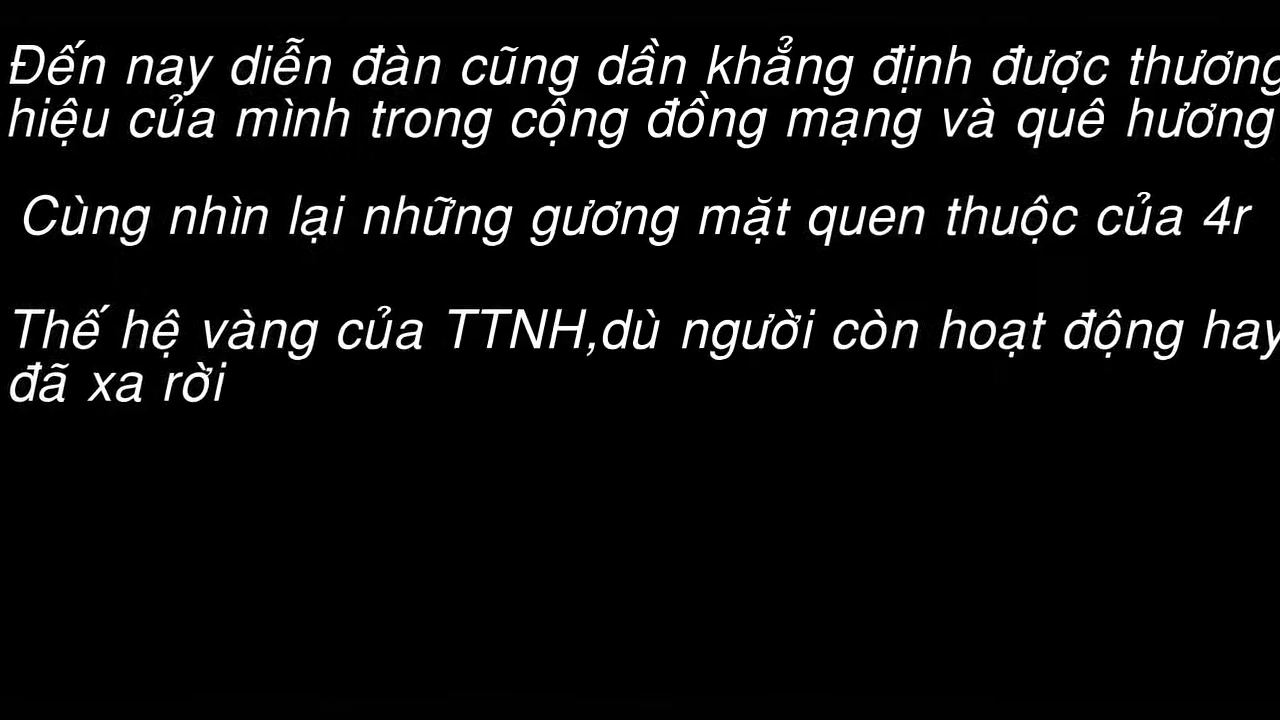 Đến nay diễn đàn cũng dần khẳng định được thương
hiệu của mình trong cộng đồng mạng và quê hương
Cùng nhìn lại những gương mặt quen thuộc của 4r
Thế hệ vàng của TTNH,dù người còn hoạt động hay
đã xa rời